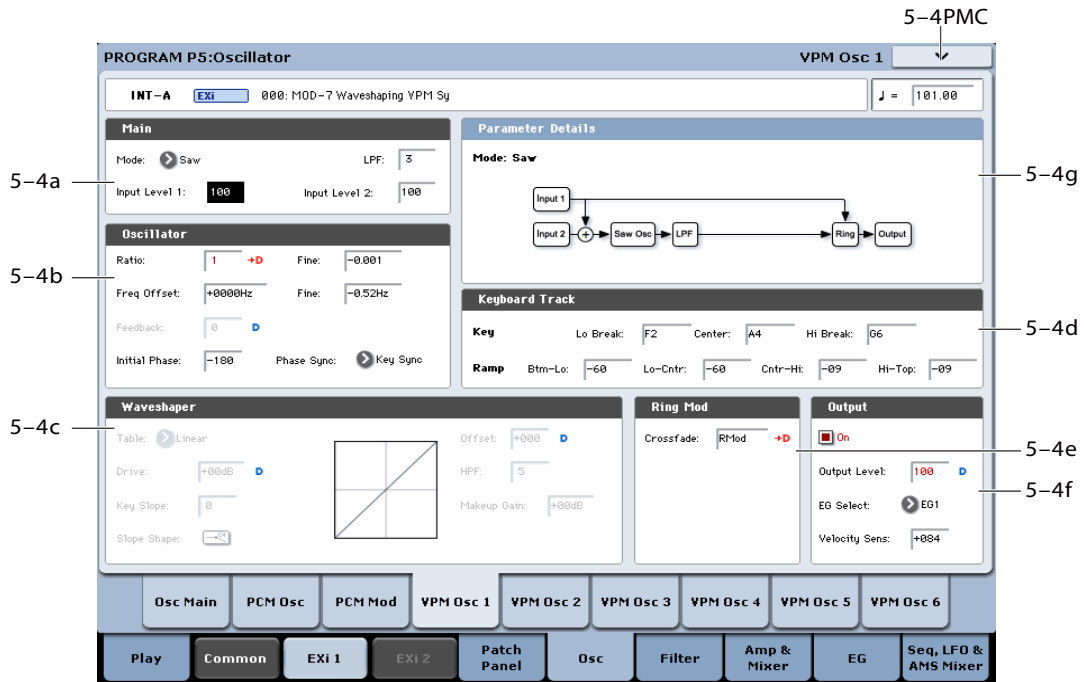 5-4PMC
PROGRAM P5:Oscillator
VPM Osc 1
INT-A EXi 000: MOD-7 Waveshaping VPM Sy
♩ = 101.00
Main
Mode: Saw LPF: 3
Input Level 1: 100 Input Level 2: 100
5-4a
Parameter Details
Mode: Saw
Input 1
Input 2 + Saw Osc LPF Ring Output
5-4g
Oscillator
Ratio: 1 →D Fine: -0.001
Freq Offset: +0000Hz Fine: -0.52Hz
Feedback: 0 D
Initial Phase: -180 Phase Sync: Key Sync
5-4b
Keyboard Track
Key Lo Break: F2 Center: A4 Hi Break: G6
Ramp Btm-Lo: -60 Lo-Cntr: -60 Cntr-Hi: -09 Hi-Top: -09
5-4d
Waveshaper
Table: Linear Offset: +000 D
Drive: +00dB D HPF: 5
Key Slope: 0 Makeup Gain: +00dB
Slope Shape:
5-4c
Ring Mod
Crossfade: RMod →D
5-4e
Output
On
Output Level: 100 D
EG Select: EG1
Velocity Sens: +084
5-4f
Osc Main PCM Osc PCM Mod VPM Osc 1 VPM Osc 2 VPM Osc 3 VPM Osc 4 VPM Osc 5 VPM Osc 6
Play Common EXi 1 EXi 2 Patch Panel Osc Filter Amp & Mixer EG Seq, LFO & AMS Mixer